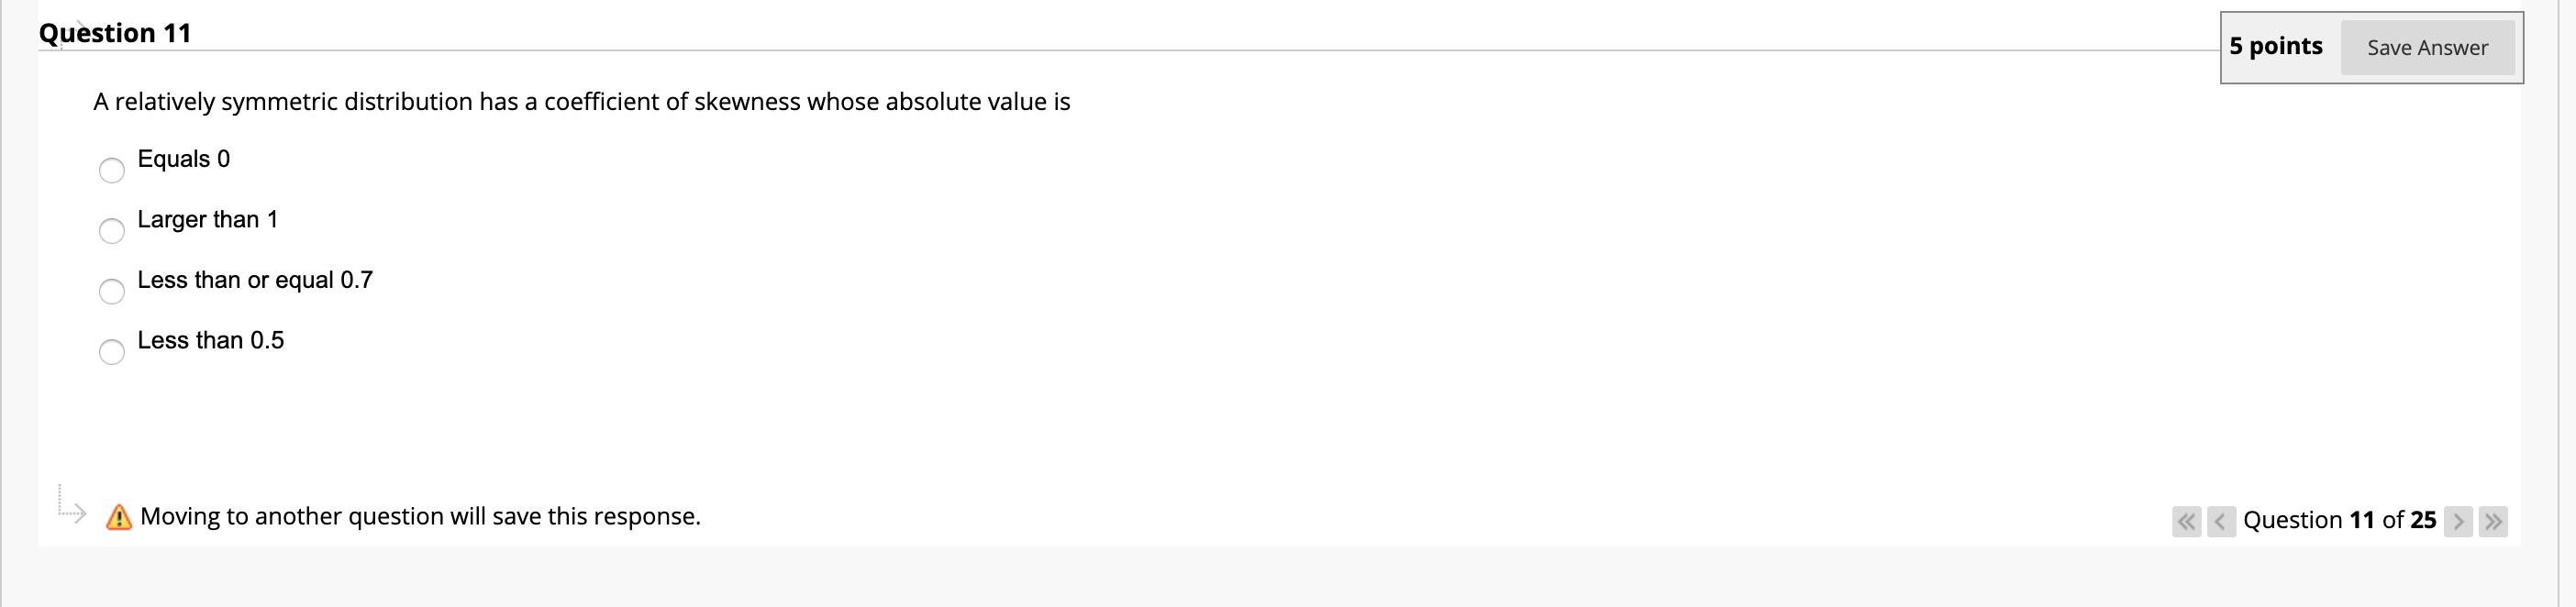 Question 11
5 points Save Answer
A relatively symmetric distribution has a coefficient of skewness whose absolute value is
Equals 0
Larger than 1
Less than or equal 0.7
Less than 0.5
Moving to another question will save this response.
Question 11 of 25